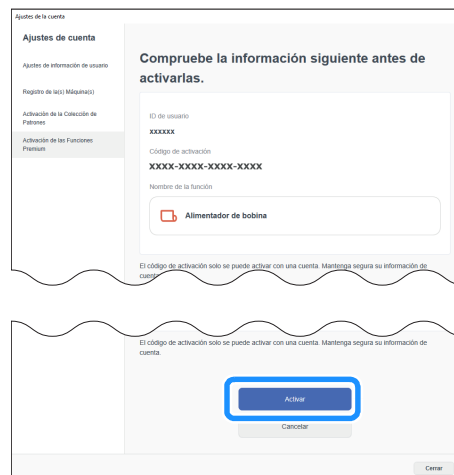 Ajustes de la cuenta
Ajustes de cuenta
Ajustes de información de usuario
Registro de la(s) Máquina(s)
Activación de la Colección de
Patrones
Activación de las Funciones
Premium
Compruebe la información siguiente antes de
activarlas.
ID de usuario
xxxxxx
Código de activación
xxxx-xxxx-xxxx-xxxx
Nombre de la función
Alimentador de bobina
El código de activación solo se puede activar con una cuenta. Mantenga segura su información de
cuenta.
El código de activación solo se puede activar con una cuenta. Mantenga segura su información de
cuenta.
Activar
Cancelar
Cerrar